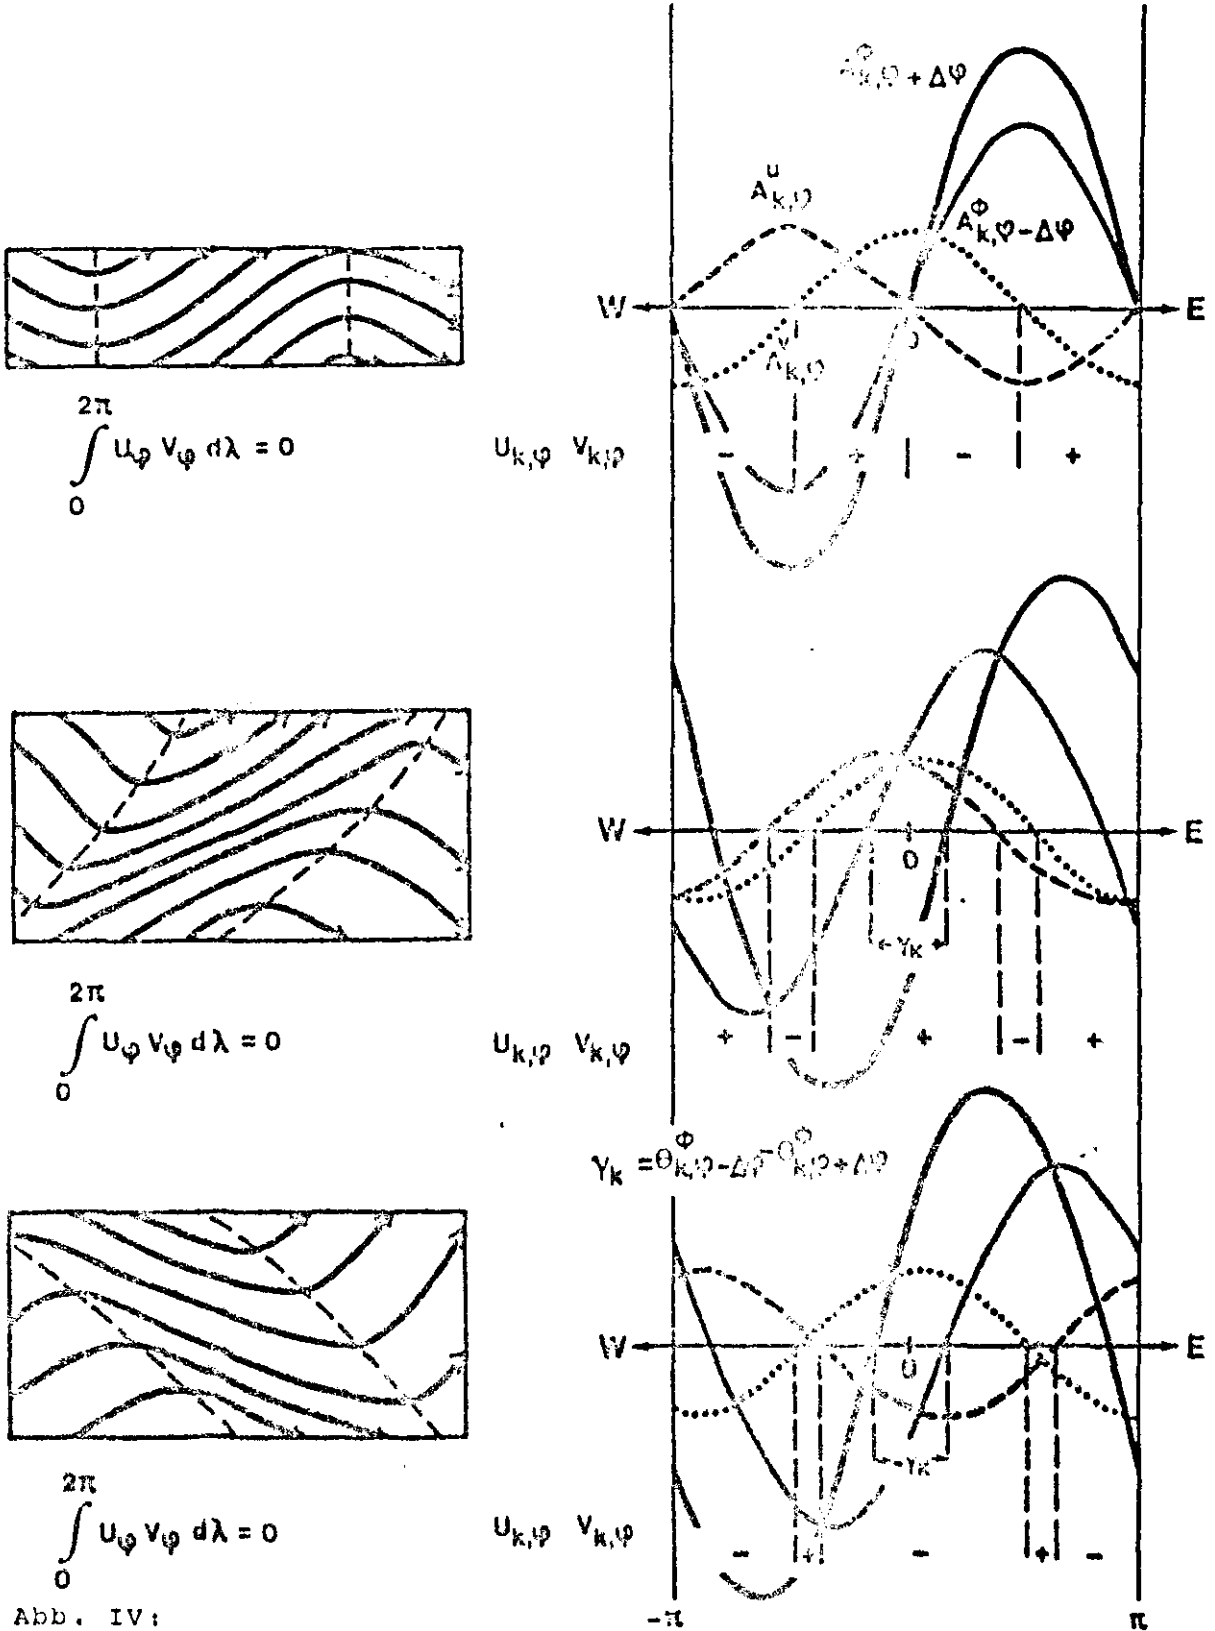 A^Φ_{k,φ + Δφ}
A^u_{k,φ}
A^Φ_{k,φ − Δφ}
W
E
A^v_{k,φ}
0
2π
∫ U_φ V_φ dλ = 0
0
U_{k,φ} V_{k,φ}
- + - +
W
E
0
γ_k
2π
∫ U_φ V_φ dλ = 0
0
U_{k,φ} V_{k,φ}
+ - + - +
γ_k = Θ^Φ_{k,φ−Δφ} − Θ^Φ_{k,φ+Δφ}
W
E
0
γ_k
2π
∫ U_φ V_φ dλ = 0
0
U_{k,φ} V_{k,φ}
- + - + -
Abb. IV:
-π
π